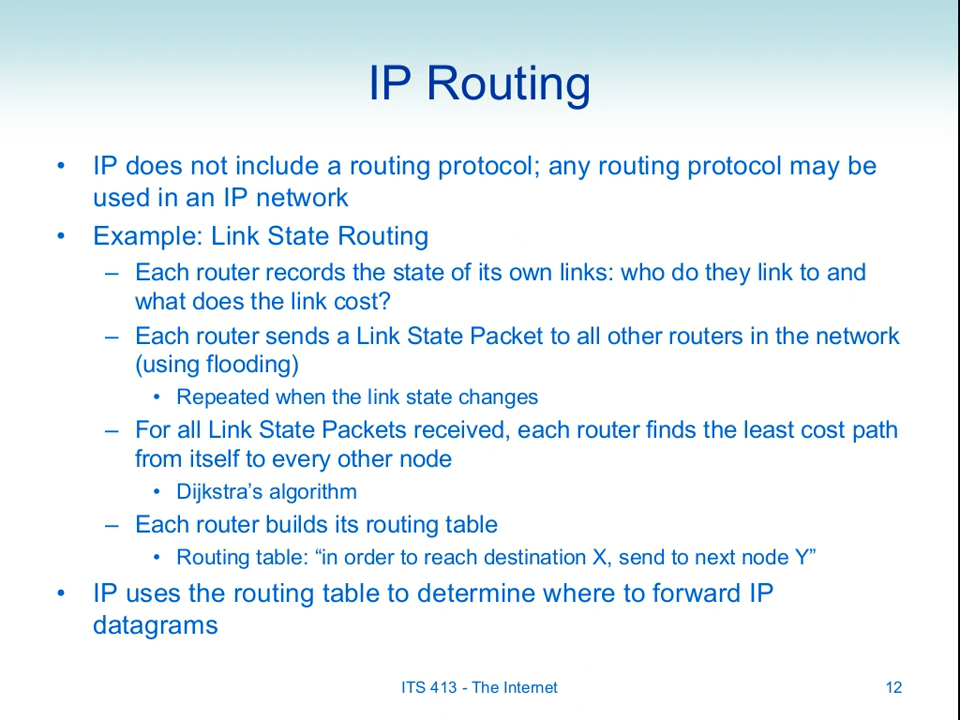 IP Routing
• IP does not include a routing protocol; any routing protocol may be
used in an IP network
• Example: Link State Routing
– Each router records the state of its own links: who do they link to and
what does the link cost?
– Each router sends a Link State Packet to all other routers in the network
(using flooding)
• Repeated when the link state changes
– For all Link State Packets received, each router finds the least cost path
from itself to every other node
• Dijkstra’s algorithm
– Each router builds its routing table
• Routing table: “in order to reach destination X, send to next node Y”
• IP uses the routing table to determine where to forward IP
datagrams
ITS 413 - The Internet
12